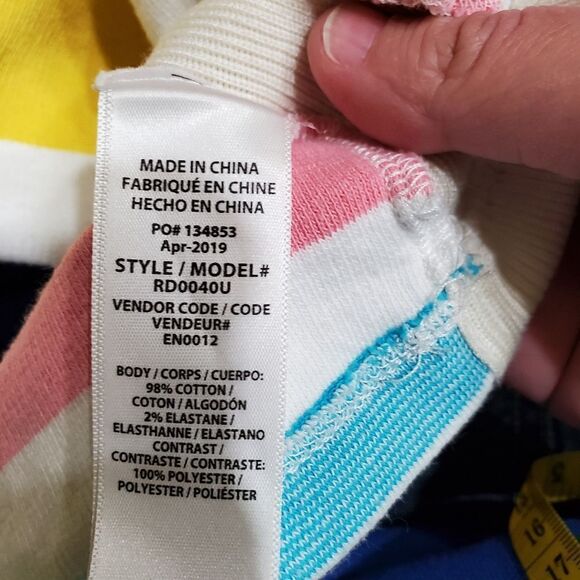 MADE IN CHINA
FABRIQUÉ EN CHINE
HECHO EN CHINA
PO# 134853
Apr-2019
STYLE / MODEL#
RD0040U
VENDOR CODE / CODE
VENDEUR#
EN0012
BODY / CORPS / CUERPO:
98% COTTON /
COTON / ALGODÓN
2% ELASTANE /
ELASTHANNE / ELASTANO
CONTRAST /
CONTRASTE / CONTRASTE:
100% POLYESTER /
POLYESTER / POLIÉSTER
16
17